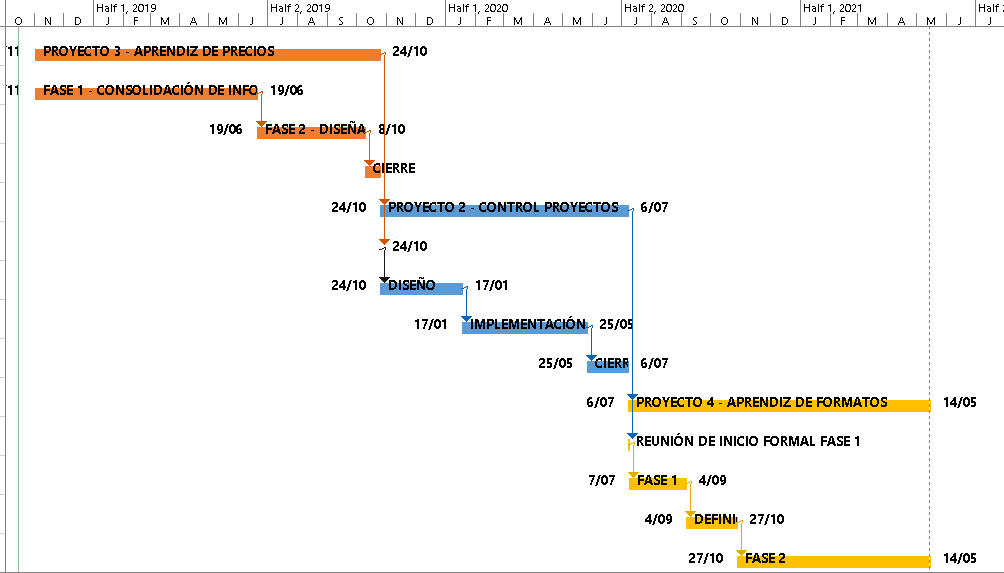 Half 1, 2019 Half 2, 2019 Half 1, 2020 Half 2, 2020 Half 1, 2021 Half
O N D J F M A M J J A S O N D J F M A M J J A S O N D J F M A M J J
'11 PROYECTO 3 - APRENDIZ DE PRECIOS 24/10
11 FASE 1 - CONSOLIDACIÓN DE INFO 19/06
19/06 FASE 2 - DISEÑA 8/10
CIERRE
24/10 PROYECTO 2 - CONTROL PROYECTOS 6/07
24/10
24/10 DISEÑO 17/01
17/01 IMPLEMENTACIÓN 25/05
25/05 CIERR 6/07
6/07 PROYECTO 4 - APRENDIZ DE FORMATOS 14/05
REUNIÓN DE INICIO FORMAL FASE 1
7/07 FASE 1 4/09
4/09 DEFINI 27/10
27/10 FASE 2 14/05